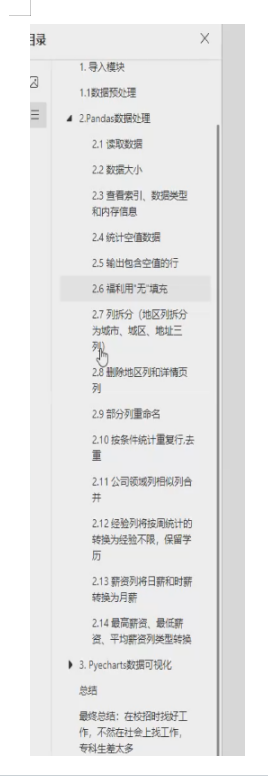 目录
1. 导入模块
1.1数据预处理
2.Pandas数据处理
2.1 读取数据
2.2 数据大小
2.3 查看索引、数据类型
和内存信息
2.4 统计空值数据
2.5 输出包含空值的行
2.6 福利用"无"填充
2.7 列拆分（地区列拆分
为城市、城区、地址三
列）
2.8 删除地区列和详情页
列
2.9 部分列重命名
2.10 按条件统计重复行,去
重
2.11 公司领域列相似列合
并
2.12 经验列将按周统计的
转换为经验不限，保留学
历
2.13 薪资列将日薪和时薪
转换为月薪
2.14 最高薪资、最低薪
资、平均薪资列类型转换
3. Pyecharts数据可视化
总结
最终总结：在校招时找好工
作，不然在社会上找工作，
专科生差太多